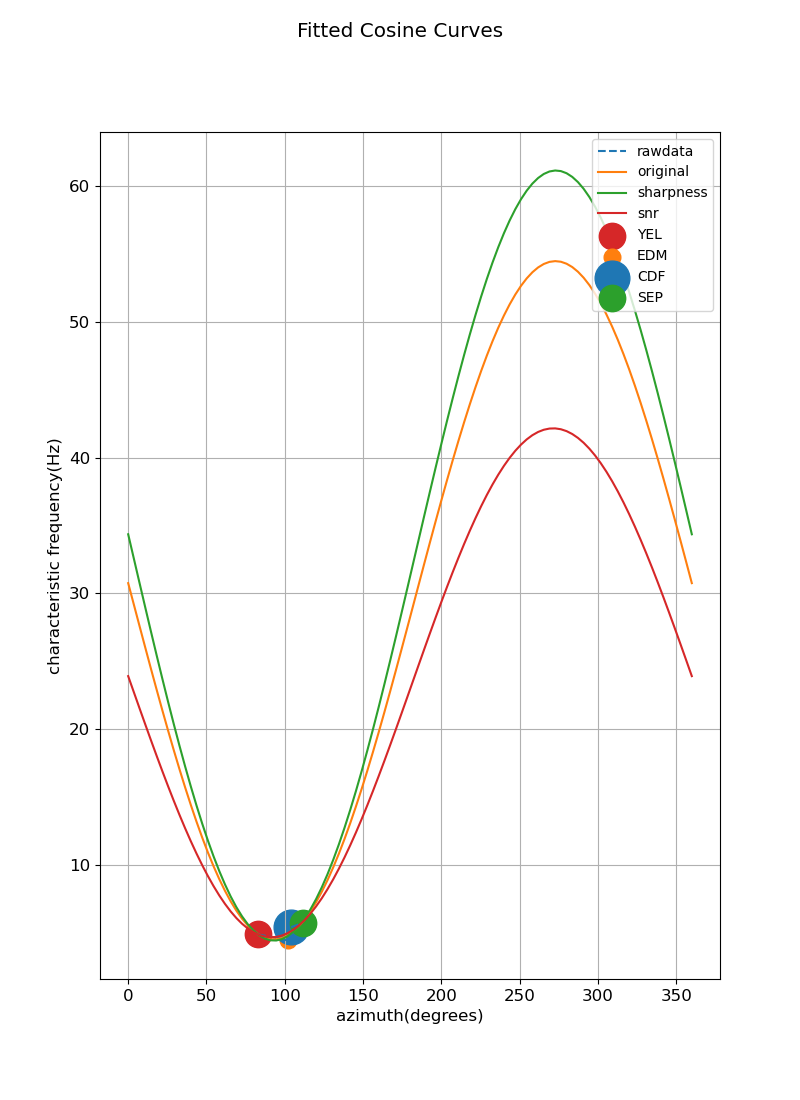 Fitted Cosine Curves
rawdata
original
sharpness
snr
YEL
EDM
CDF
SEP
60
50
40
30
20
10
characteristic frequency(Hz)
0 50 100 150 200 250 300 350
azimuth(degrees)